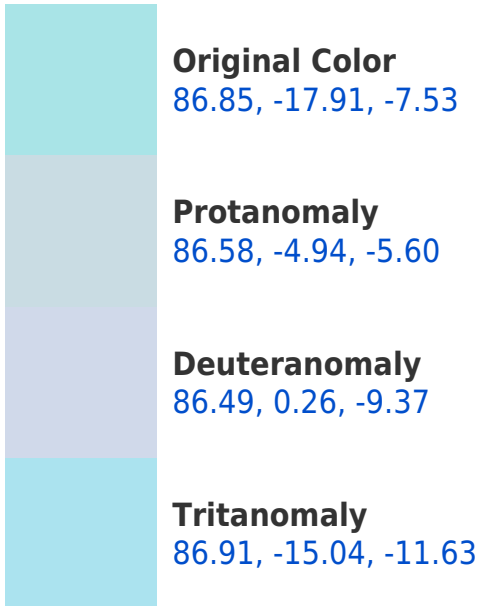 Original Color
86.85, -17.91, -7.53
Protanomaly
86.58, -4.94, -5.60
Deuteranomaly
86.49, 0.26, -9.37
Tritanomaly
86.91, -15.04, -11.63